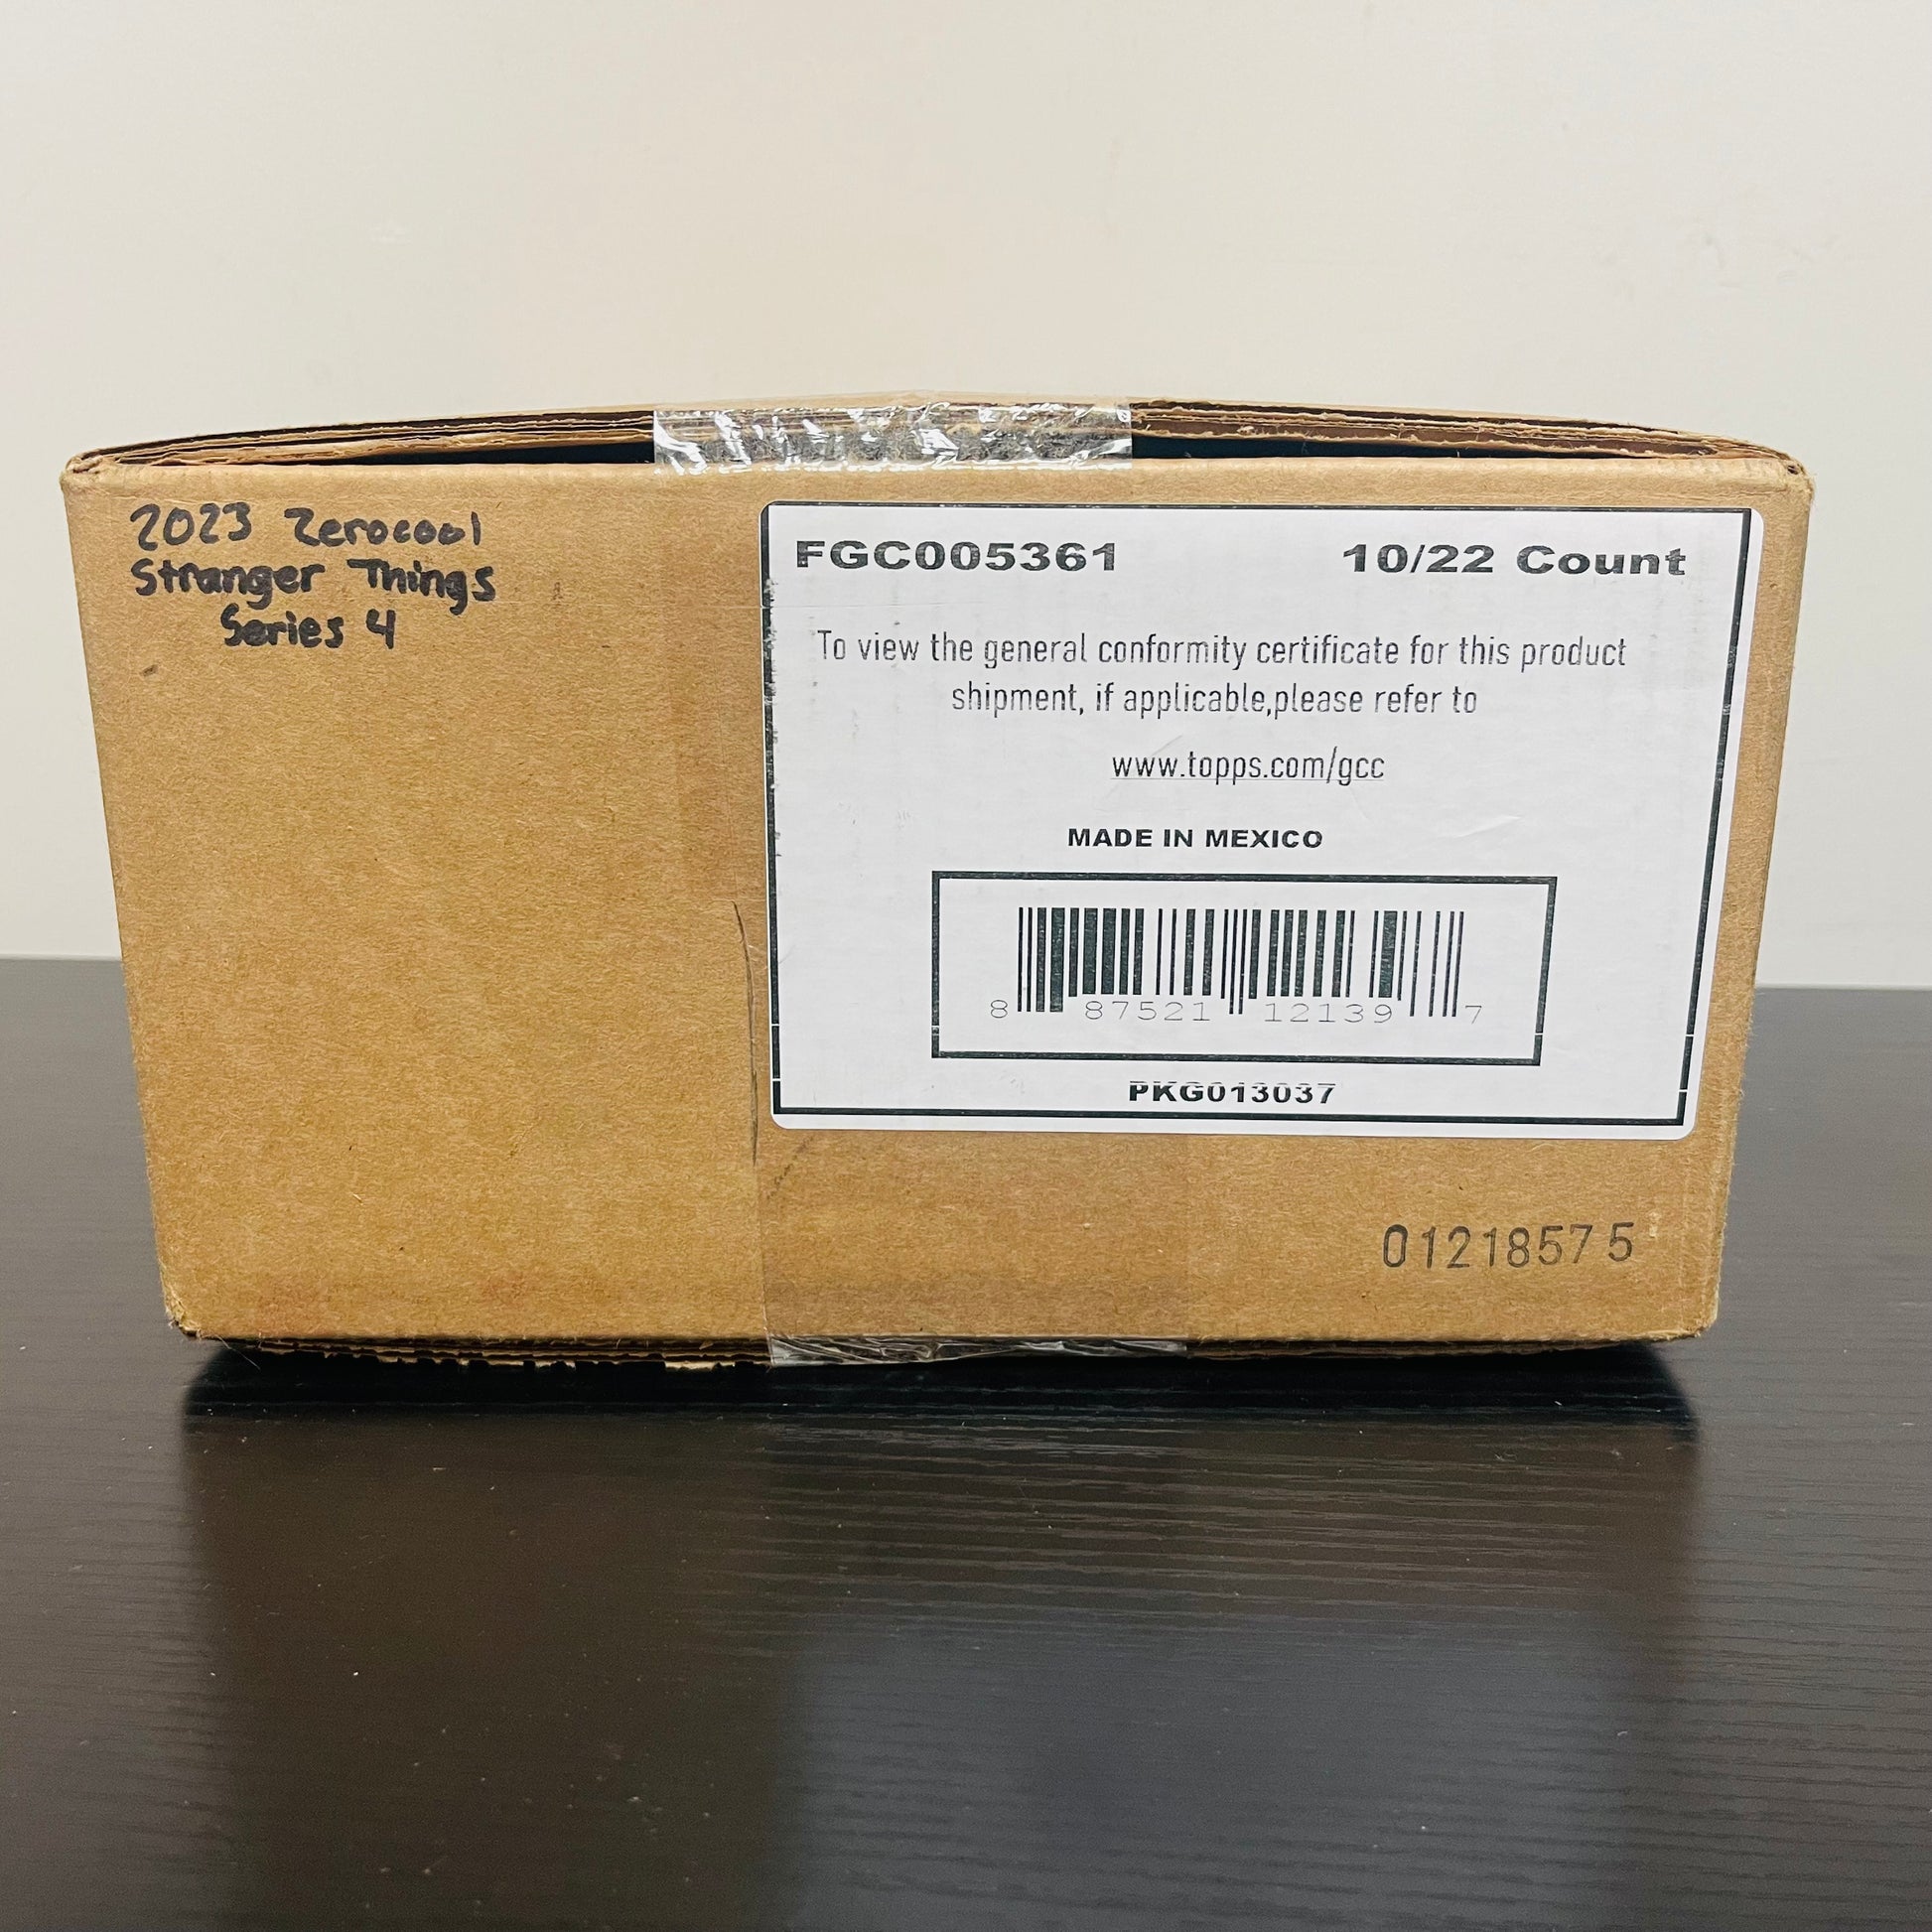 2023 Zerocool
Stranger Things
Series 4
FGC005361 10/22 Count
To view the general conformity certificate for this product
shipment, if applicable,please refer to
www.topps.com/gcc
MADE IN MEXICO
8 87521 12139 7
PKG013037
01218575